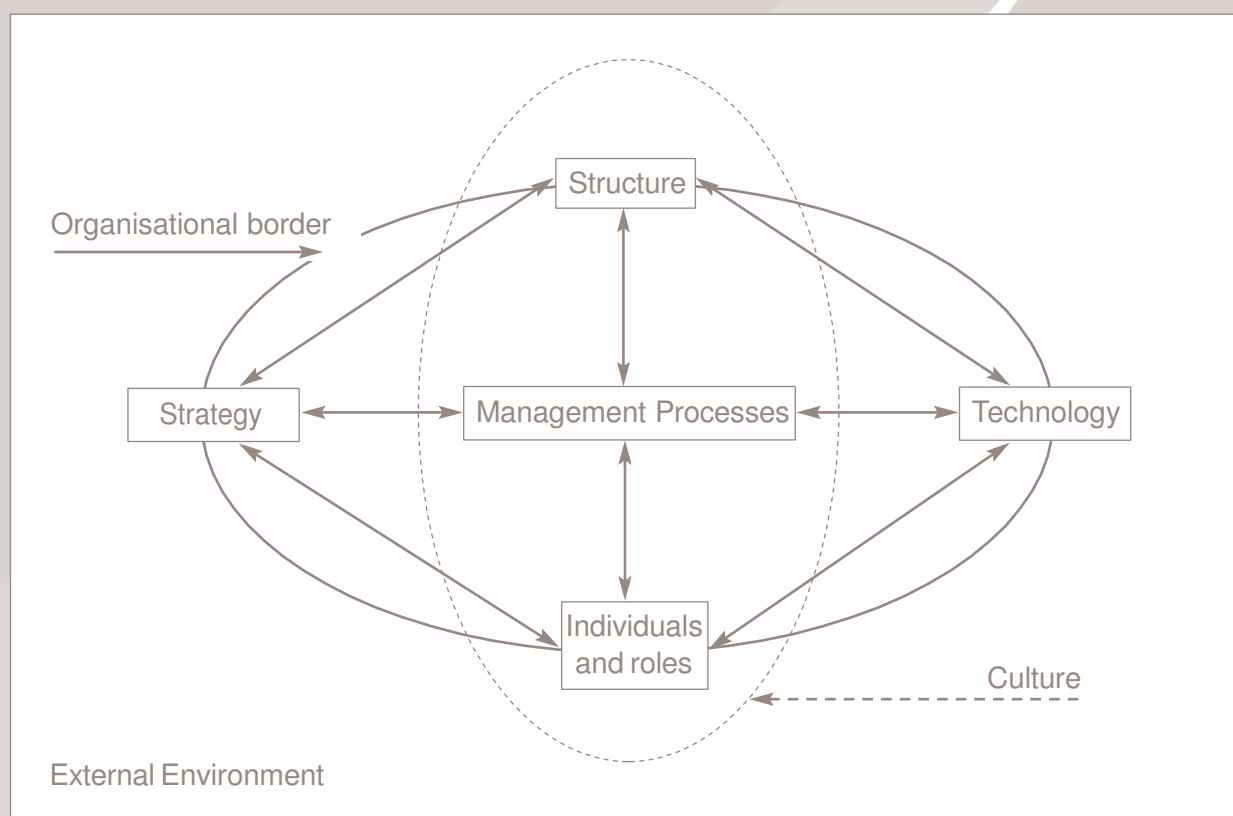 Structure
Organisational border
Strategy
Management Processes
Technology
Individuals
and roles
Culture
External Environment